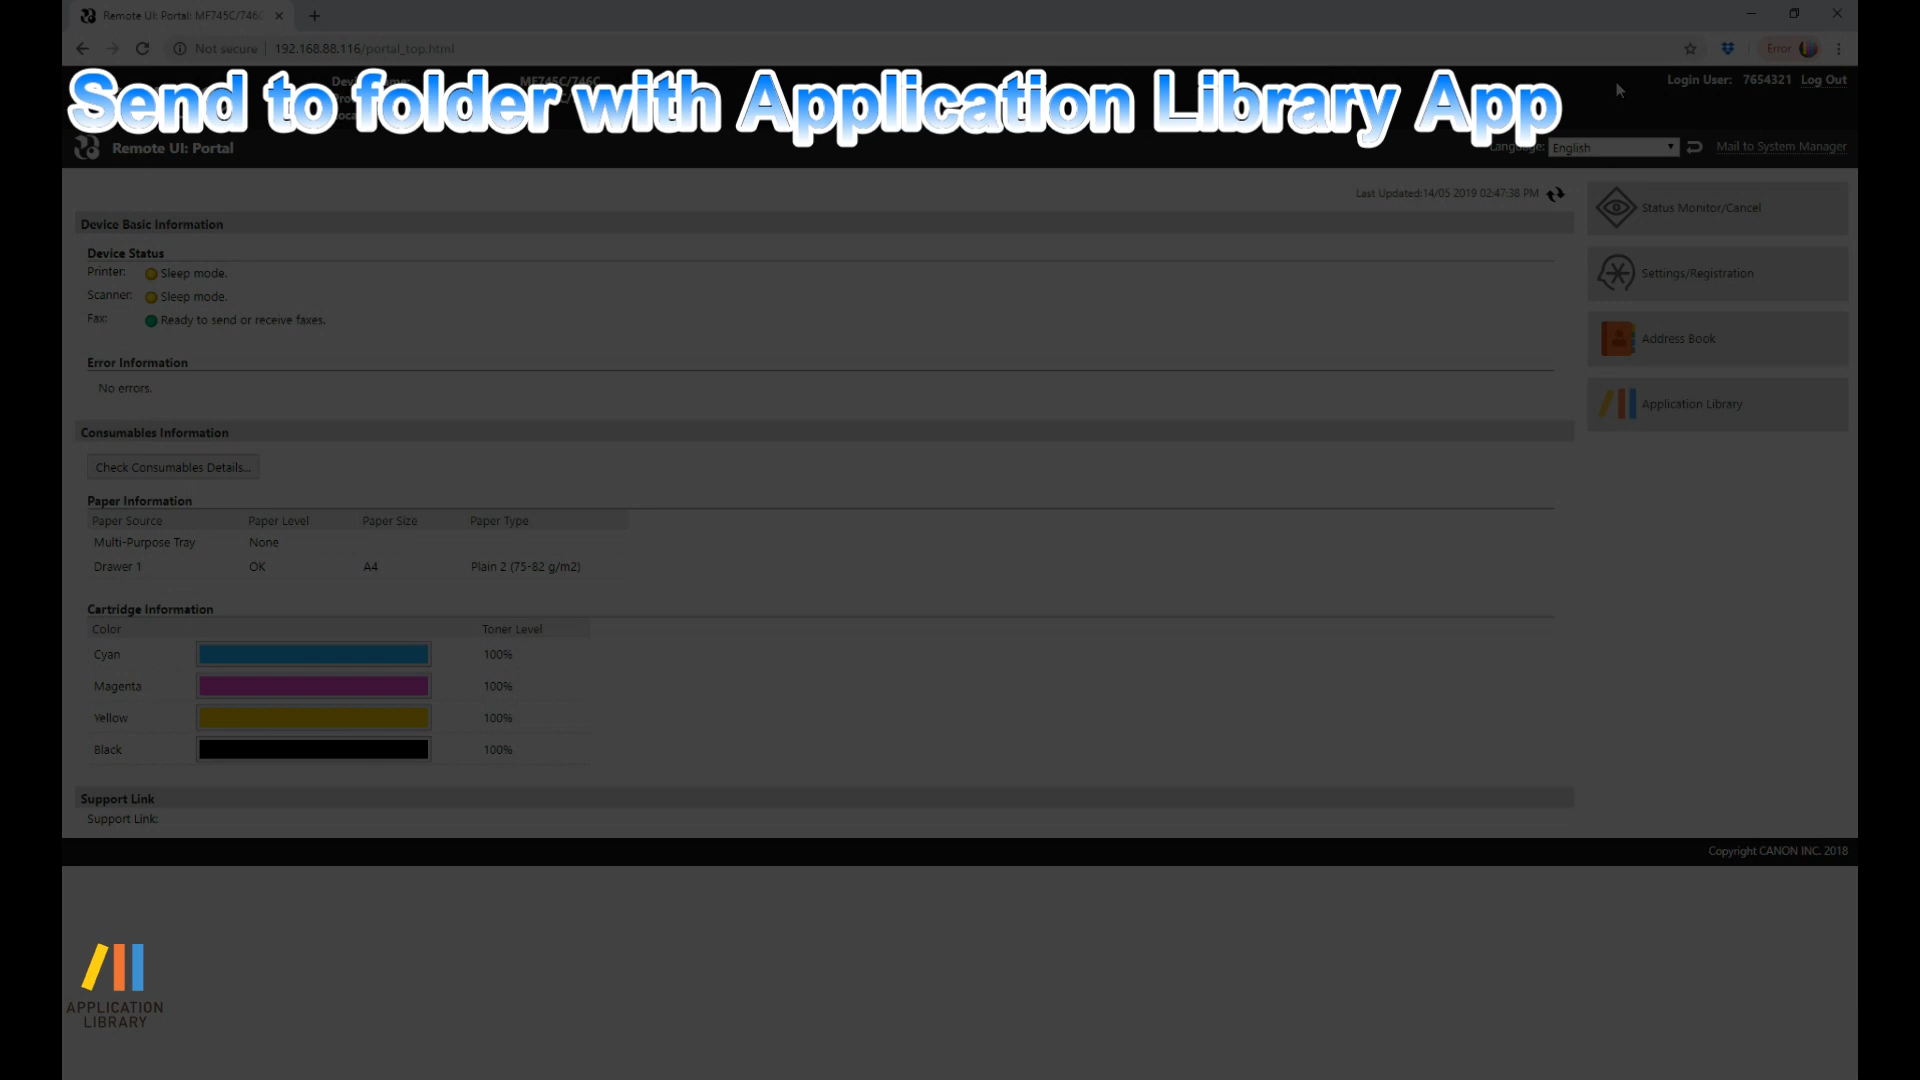 Remote UI: Portal: MF745C/746C
Not secure
192.168.88.116/portal_top.html
Error
MF745C/746C
Login User: 7654321 Log Out
Send to folder with Application Library App
Remote UI: Portal
Language: English
Mail to System Manager
Last Updated:14/05 2019 02:47:38 PM
Status Monitor/Cancel
Settings/Registration
Address Book
Application Library
Device Basic Information
Device Status
Printer: Sleep mode.
Scanner: Sleep mode.
Fax: Ready to send or receive faxes.
Error Information
No errors.
Consumables Information
Check Consumables Details...
Paper Information
Paper Source Paper Level Paper Size Paper Type
Multi-Purpose Tray None
Drawer 1 OK A4 Plain 2 (75-82 g/m2)
Cartridge Information
Color Toner Level
Cyan 100%
Magenta 100%
Yellow 100%
Black 100%
Support Link
Support Link:
Copyright CANON INC. 2018
APPLICATION
LIBRARY